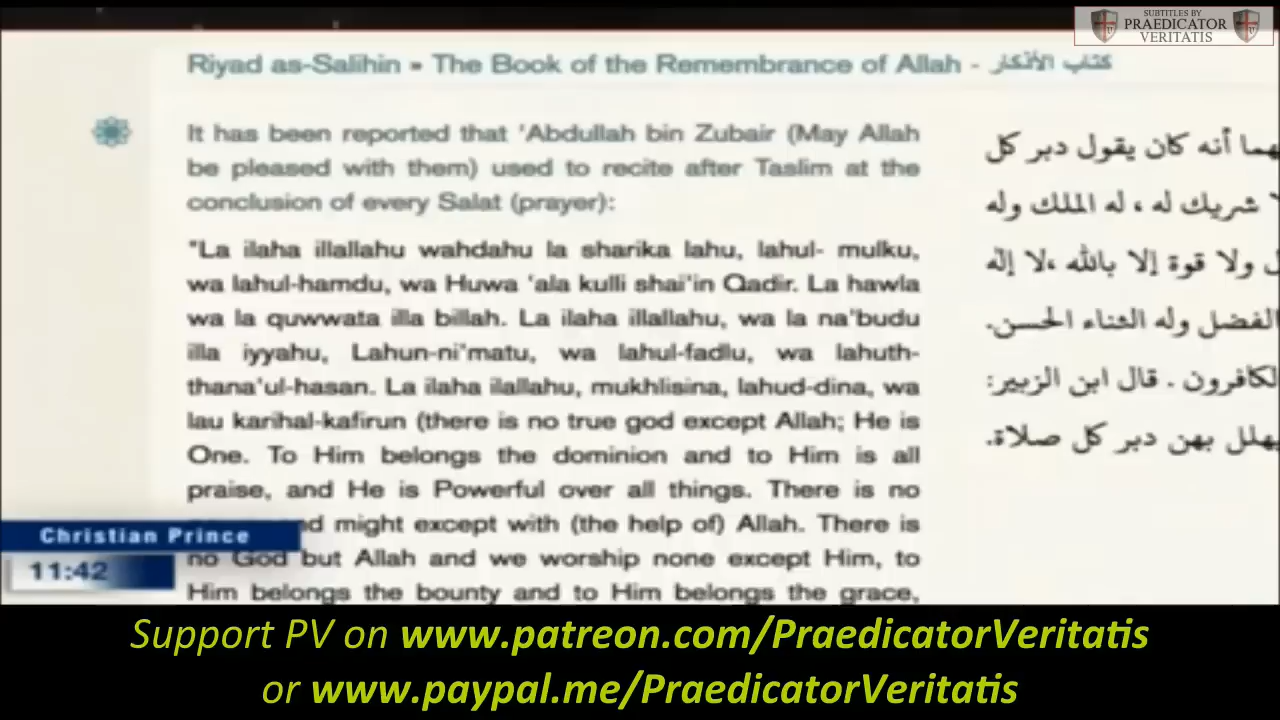 SUBTITLES BY
PRAEDICATOR
VERITATIS
Riyad as-Salihin » The Book of the Remembrance of Allah - كتاب الأذكار
It has been reported that 'Abdullah bin Zubair (May Allah
be pleased with them) used to recite after Taslim at the
conclusion of every Salat (prayer):
"La ilaha illallahu wahdahu la sharika lahu, lahul- mulku,
wa lahul-hamdu, wa Huwa 'ala kulli shai'in Qadir. La hawla
wa la quwwata illa billah. La ilaha illallahu, wa la na'budu
illa iyyahu, Lahun-ni'matu, wa lahul-fadlu, wa lahuth-
thana'ul-hasan. La ilaha ilallahu, mukhlisina, lahud-dina, wa
lau karihal-kafirun (there is no true god except Allah; He is
One. To Him belongs the dominion and to Him is all
praise, and He is Powerful over all things. There is no
might except with (the help of) Allah. There is
no God but Allah and we worship none except Him, to
Him belongs the bounty and to Him belongs the grace,
أنه كان يقول دبر كل
شريك له ، له الملك وله
ولا قوة إلا بالله ،لا إله
الفضل وله الثناء الحسن.
الكافرون . قال ابن الزبير:
يهلل بهن دبر كل صلاة.
Christian Prince
11:42
Support PV on www.patreon.com/PraedicatorVeritatis
or www.paypal.me/PraedicatorVeritatis